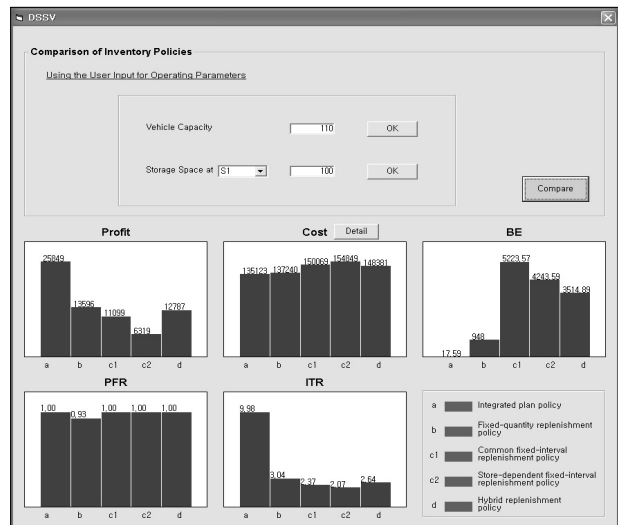 DSSV
Comparison of Inventory Policies
Using the User Input for Operating Parameters
Vehicle Capacity 110 OK
Storage Space at S1 100 OK
Compare
Profit
25849 13596 11099 6319 12787
a b c1 c2 d
Cost Detail
135123 137240 150069 154849 148381
a b c1 c2 d
BE
17.59 948 5223.57 4243.59 3514.89
a b c1 c2 d
PFR
1.00 0.93 1.00 1.00 1.00
a b c1 c2 d
ITR
9.98 3.04 2.37 2.07 2.64
a b c1 c2 d
a Integrated plan policy
b Fixed-quantity replenishment
policy
c1 Common fixed-interval
replenishment policy
c2 Store-dependent fixed-interval
replenishment policy
d Hybrid replenishment
policy